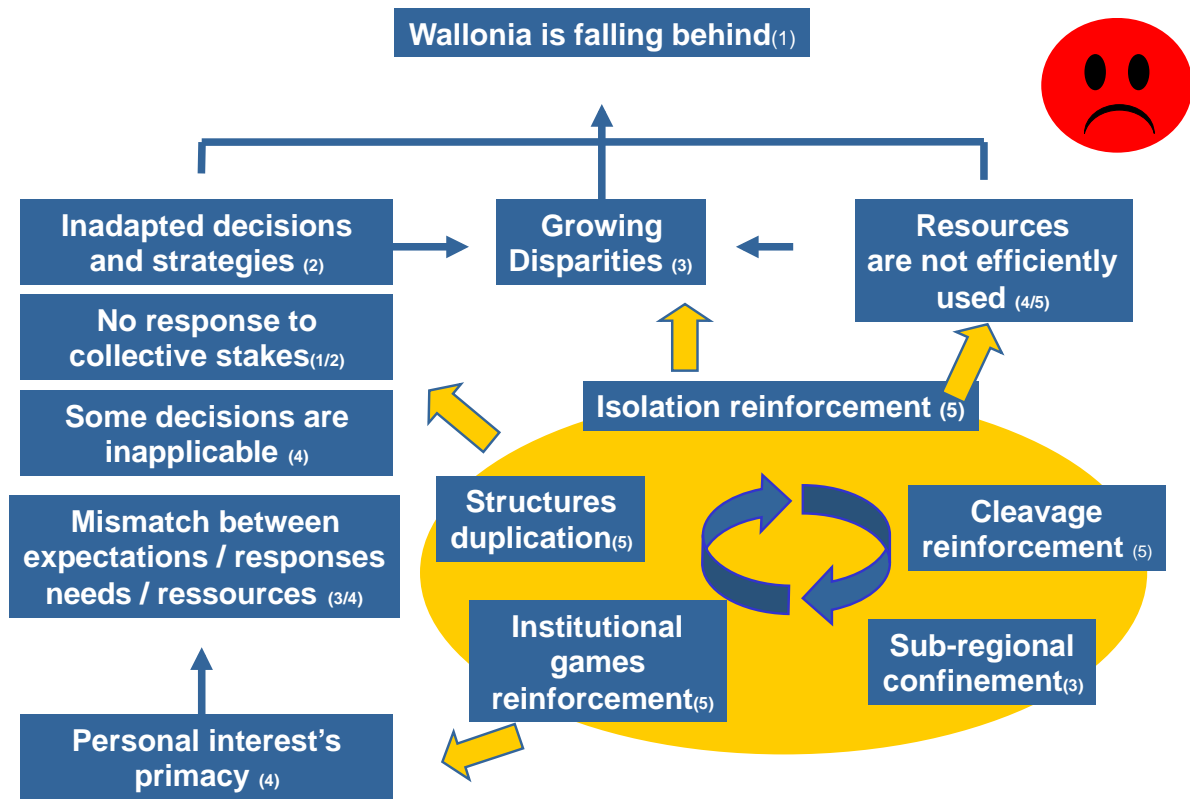 Wallonia is falling behind(1)
Inadapted decisions
and strategies (2)
Growing
Disparities (3)
Resources
are not efficiently
used (4/5)
No response to
collective stakes(1/2)
Some decisions are
inapplicable (4)
Mismatch between
expectations / responses
needs / ressources (3/4)
Personal interest's
primacy (4)
Isolation reinforcement (5)
Structures
duplication(5)
Cleavage
reinforcement (5)
Institutional
games
reinforcement(5)
Sub-regional
confinement(3)